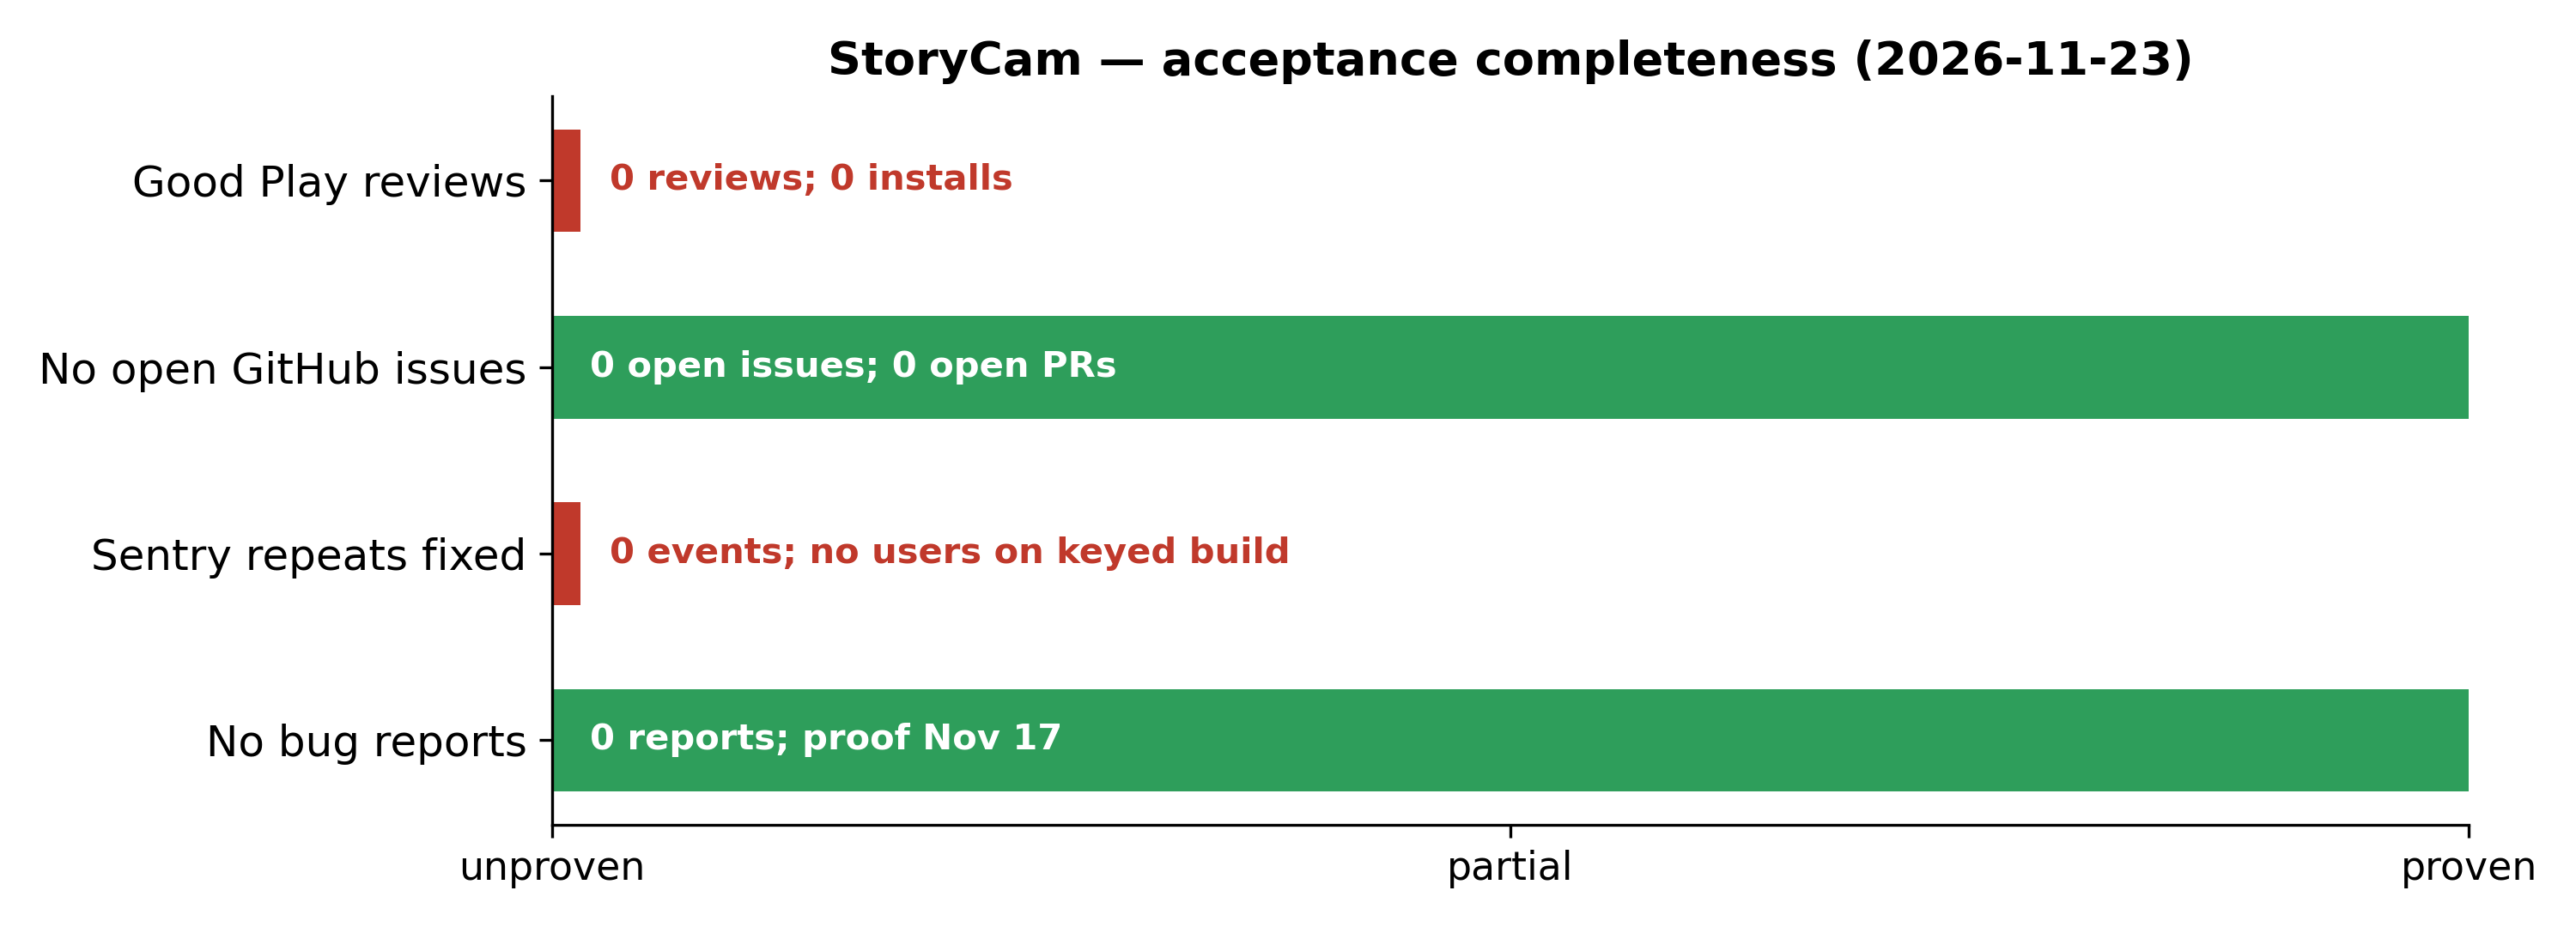 StoryCam — acceptance completeness (2026-11-23)
Good Play reviews
0 reviews; 0 installs
No open GitHub issues
0 open issues; 0 open PRs
Sentry repeats fixed
0 events; no users on keyed build
No bug reports
0 reports; proof Nov 17
unproven
partial
proven